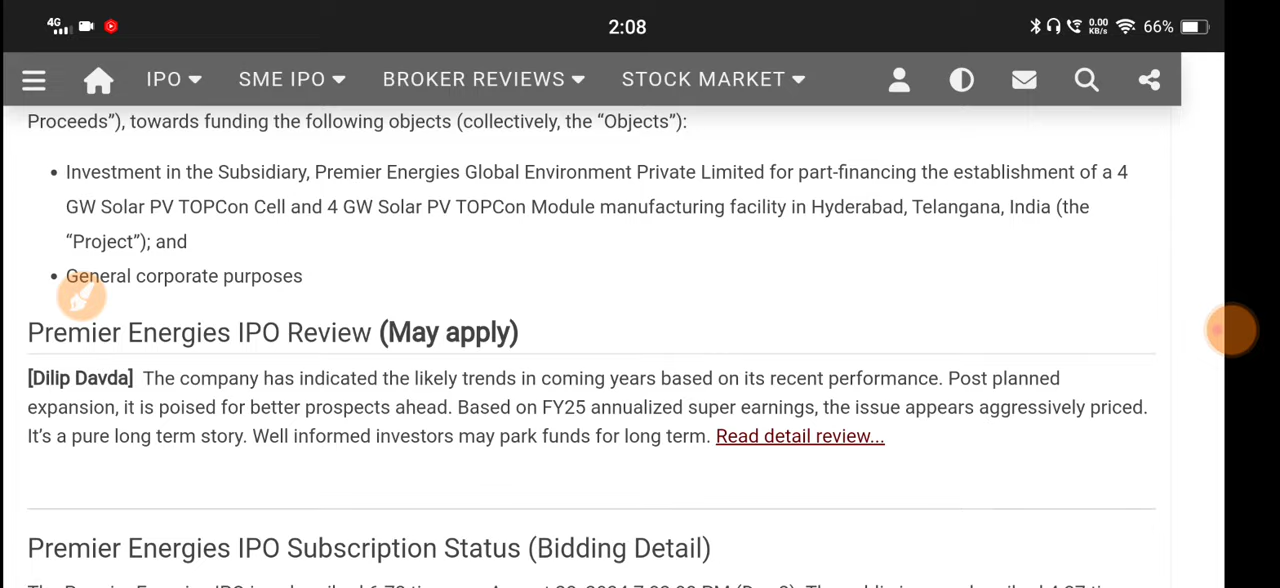 4G 2:08 0.00 KB/s 66%
IPO SME IPO BROKER REVIEWS STOCK MARKET
Proceeds”), towards funding the following objects (collectively, the “Objects”):
• Investment in the Subsidiary, Premier Energies Global Environment Private Limited for part-financing the establishment of a 4
GW Solar PV TOPCon Cell and 4 GW Solar PV TOPCon Module manufacturing facility in Hyderabad, Telangana, India (the
“Project”); and
• General corporate purposes
Premier Energies IPO Review (May apply)
[Dilip Davda] The company has indicated the likely trends in coming years based on its recent performance. Post planned
expansion, it is poised for better prospects ahead. Based on FY25 annualized super earnings, the issue appears aggressively priced.
It’s a pure long term story. Well informed investors may park funds for long term. Read detail review...
Premier Energies IPO Subscription Status (Bidding Detail)